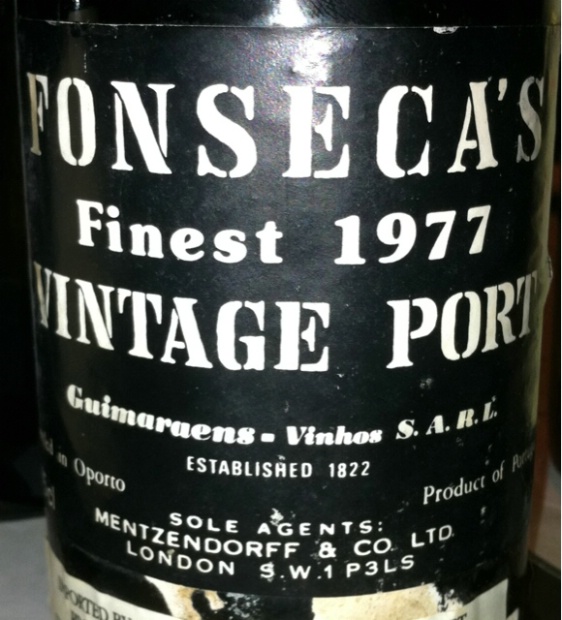 FONSECA'S
Finest 1977
VINTAGE PORT
Guimaraens - Vinhos S.A.R.L.
ESTABLISHED 1822
in Oporto
Product of
SOLE AGENTS:
MENTZENDORFF & CO. LTD.
LONDON S.W.1 P3LS